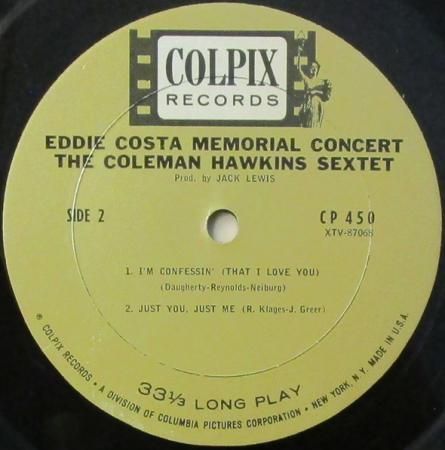 COLPIX
RECORDS
EDDIE COSTA MEMORIAL CONCERT
THE COLEMAN HAWKINS SEXTET
Prod. by JACK LEWIS
SIDE 2
CP 450
XTV-87068
1. I'M CONFESSIN' (THAT I LOVE YOU)
(Daugherty-Reynolds-Neiburg)
2. JUST YOU, JUST ME (R. Klages-J. Greer)
33⅓ LONG PLAY
® COLPIX RECORDS • A DIVISION OF COLUMBIA PICTURES CORPORATION • NEW YORK, N.Y. MADE IN U.S.A.